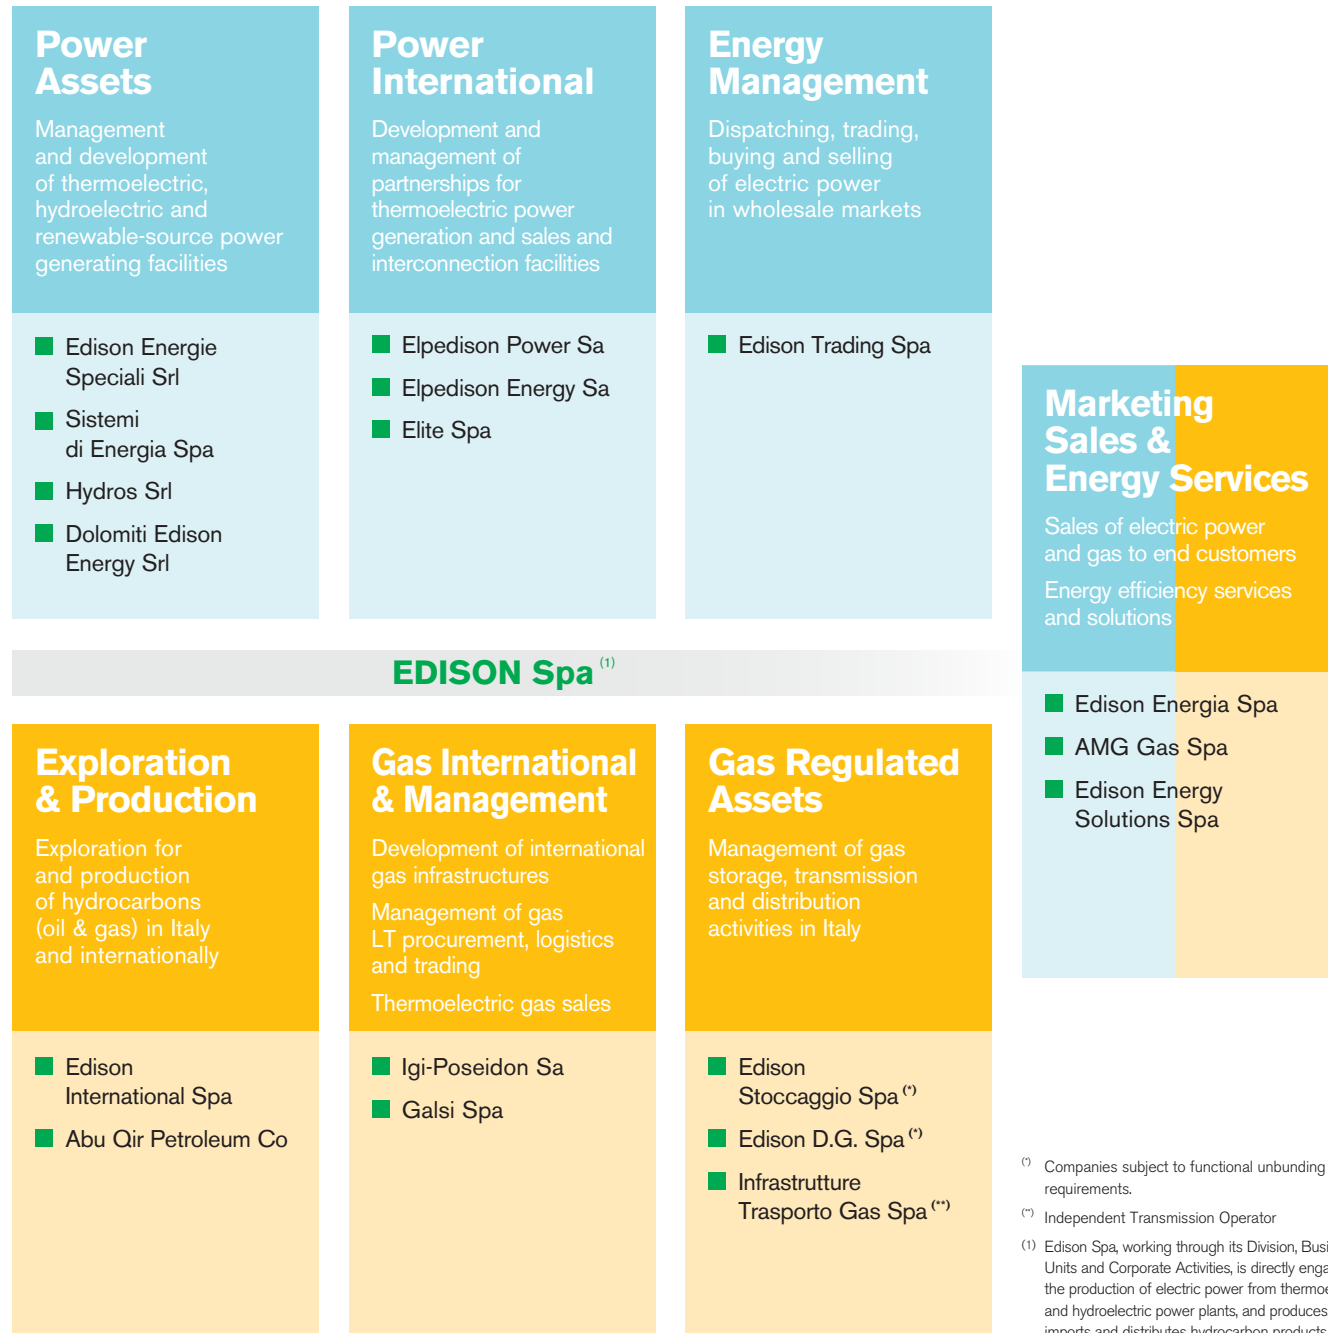 Power
Assets
Management
and development
of thermoelectric,
hydroelectric and
renewable-source power
generating facilities
Edison Energie
Speciali Srl
Sistemi
di Energia Spa
Hydros Srl
Dolomiti Edison
Energy Srl
Power
International
Development and
management of
partnerships for
thermoelectric power
generation and sales and
interconnection facilities
Elpedison Power Sa
Elpedison Energy Sa
Elite Spa
Energy
Management
Dispatching, trading,
buying and selling
of electric power
in wholesale markets
Edison Trading Spa
Marketing
Sales &
Energy Services
Sales of electric power
and gas to end customers
Energy efficiency services
and solutions
Edison Energia Spa
AMG Gas Spa
Edison Energy
Solutions Spa
EDISON Spa (1)
Exploration
& Production
Exploration for
and production
of hydrocarbons
(oil & gas) in Italy
and internationally
Edison
International Spa
Abu Qir Petroleum Co
Gas International
& Management
Development of international
gas infrastructures
Management of gas
LT procurement, logistics
and trading
Thermoelectric gas sales
Igi-Poseidon Sa
Galsi Spa
Gas Regulated
Assets
Management of gas
storage, transmission
and distribution
activities in Italy
Edison
Stoccaggio Spa (*)
Edison D.G. Spa (*)
Infrastrutture
Trasporto Gas Spa (**)
(*) Companies subject to functional unbunding
requirements.
(**) Independent Transmission Operator
(1) Edison Spa, working through its Division, Busi
Units and Corporate Activities, is directly enga
the production of electric power from thermoe
and hydroelectric power plants, and produces
imports and distributes hydrocarbon products